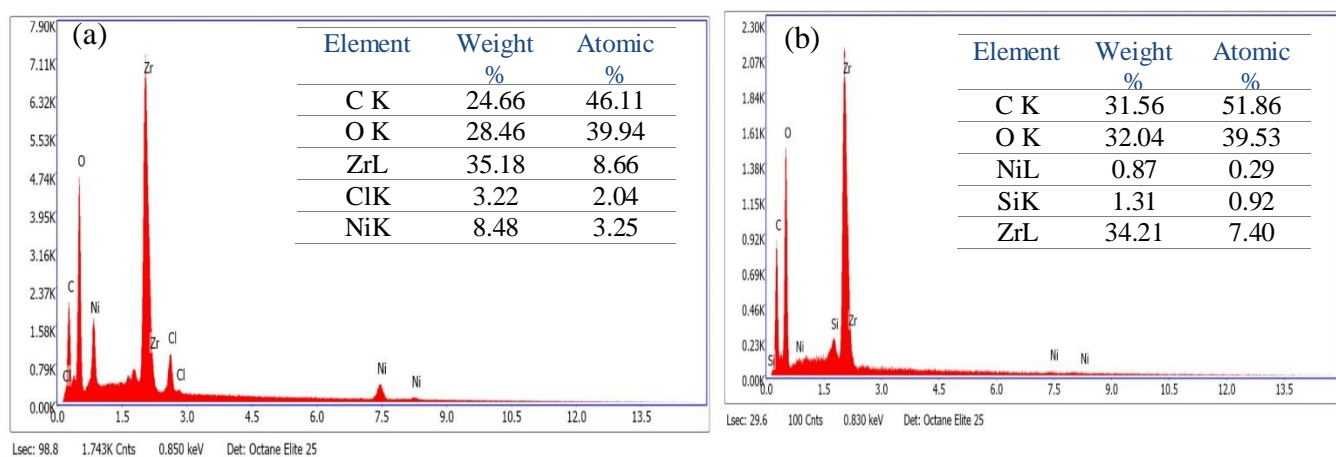 (a)
7.90K
7.11K
6.32K
5.53K
4.74K
3.95K
3.16K
2.37K
1.58K
0.79K
0.00K
Zr
O
C
Ni
Zr
Cl
Cl
Cl
Ni
Ni
0.0 1.5 3.0 4.5 6.0 7.5 9.0 10.5 12.0 13.5
Element Weight % Atomic %
C K 24.66 46.11
O K 28.46 39.94
ZrL 35.18 8.66
ClK 3.22 2.04
NiK 8.48 3.25
Lsec: 98.8 1.743K Cnts 0.850 keV Det: Octane Elite 25
(b)
2.30K
2.07K
1.84K
1.61K
1.38K
1.15K
0.92K
0.69K
0.46K
0.23K
0.00K
Zr
O
C
Si
Zr
Si
Ni
Ni
Ni
0.0 1.5 3.0 4.5 6.0 7.5 9.0 10.5 12.0 13.5
Element Weight % Atomic %
C K 31.56 51.86
O K 32.04 39.53
NiL 0.87 0.29
SiK 1.31 0.92
ZrL 34.21 7.40
Lsec: 29.6 100 Cnts 0.830 keV Det: Octane Elite 25